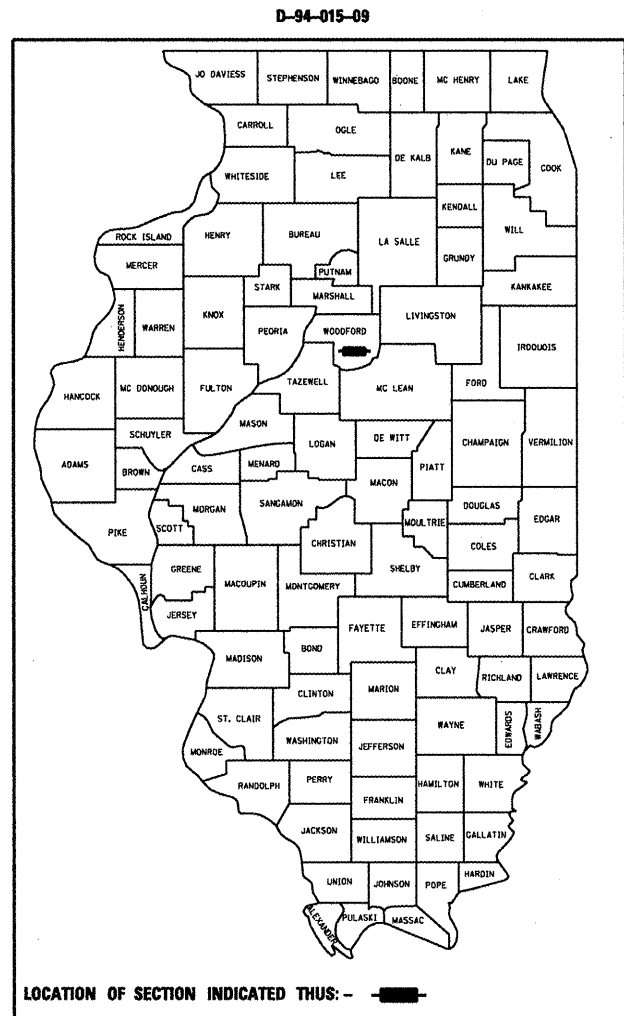 D-94-015-09
JO DAVIESS STEPHENSON WINNEBAGO BOONE MC HENRY LAKE
CARROLL OGLE DE KALB KANE DU PAGE COOK
WHITESIDE LEE
KENDALL
ROCK ISLAND HENRY BUREAU LA SALLE WILL
MERCER PUTNAM GRUNDY
STARK MARSHALL KANKAKEE
HENDERSON WARREN KNOX PEORIA WOODFORD LIVINGSTON IRDQUOIS
HANCOCK MC DONOUGH FULTON TAZEWELL MC LEAN FORD
MASON
SCHUYLER LOGAN DE WITT CHAMPAIGN VERMILION
ADAMS BROWN CASS MENARD MACON PIATT
PIKE SCOTT MORGAN SANGAMON MOULTRIE DOUGLAS EDGAR
CHRISTIAN COLES
CALHOUN GREENE MACOUPIN MONTGOMERY SHELBY CUMBERLAND CLARK
JERSEY
FAYETTE EFFINGHAM JASPER CRAWFORD
MADISON BOND
CLAY RICHLAND LAWRENCE
CLINTON MARION
ST. CLAIR WAYNE EDWARDS WABASH
WASHINGTON JEFFERSON
MONROE
RANDOLPH PERRY HAMILTON WHITE
FRANKLIN
JACKSON WILLIAMSON SALINE GALLATIN
UNION JOHNSON POPE HARDIN
ALEXANDER PULASKI MASSAC
LOCATION OF SECTION INDICATED THUS: -